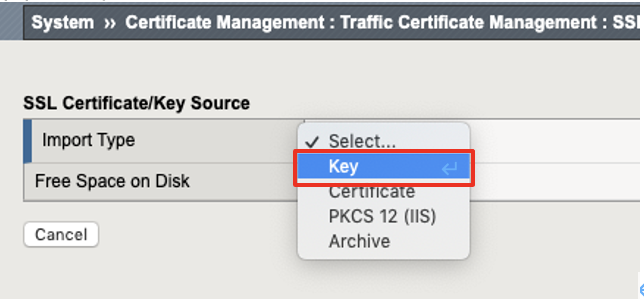 System »  Certificate Management : Traffic Certificate Management : SSL
SSL Certificate/Key Source
Import Type
✓ Select...
Key
Certificate
PKCS 12 (IIS)
Archive
Free Space on Disk
Cancel